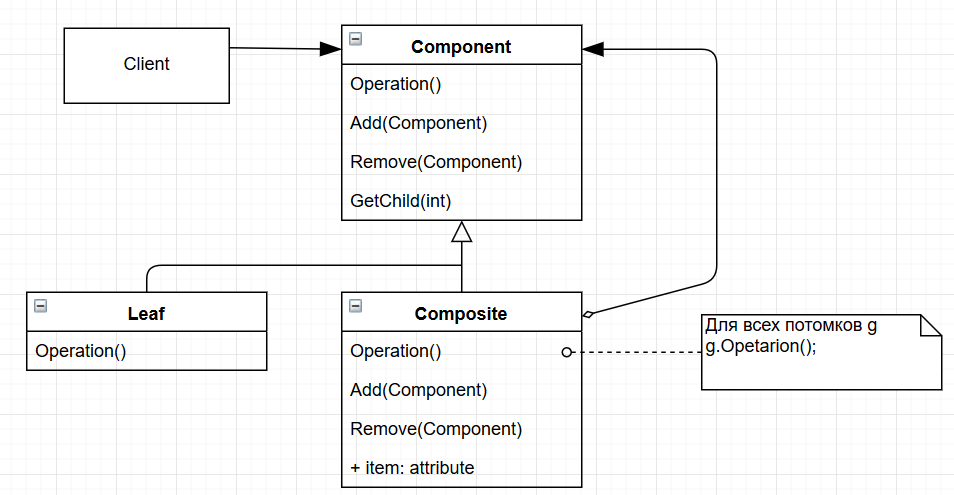 Client
Component
Operation()
Add(Component)
Remove(Component)
GetChild(int)
Leaf
Operation()
Composite
Operation()
Add(Component)
Remove(Component)
+ item: attribute
Для всех потомков g
g.Opetarion();